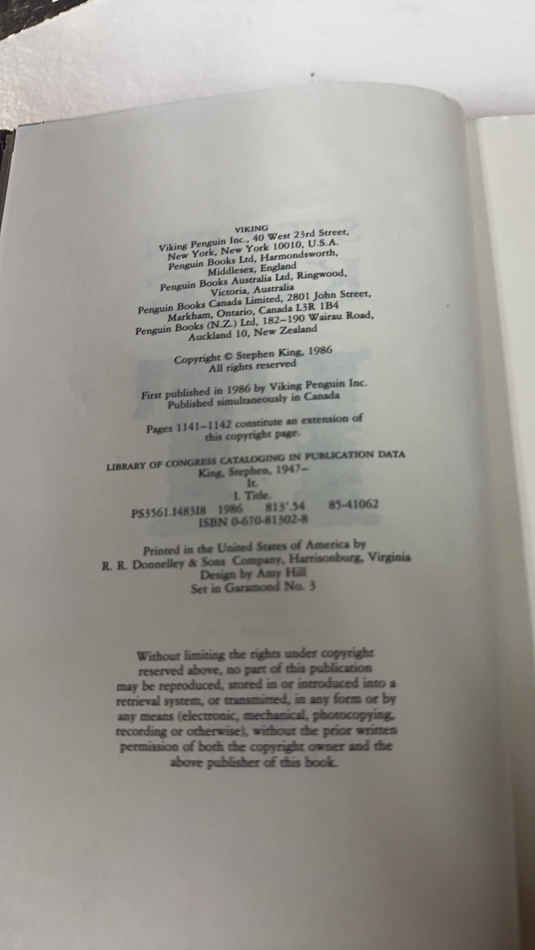 VIKING
Viking Penguin Inc., 40 West 23rd Street,
New York, New York 10010, U.S.A.
Penguin Books Ltd, Harmondsworth,
Middlesex, England
Penguin Books Australia Ltd, Ringwood,
Victoria, Australia
Penguin Books Canada Limited, 2801 John Street,
Markham, Ontario, Canada L3R 1B4
Penguin Books (N.Z.) Ltd, 182–190 Wairau Road,
Auckland 10, New Zealand
Copyright © Stephen King, 1986
All rights reserved
First published in 1986 by Viking Penguin Inc.
Published simultaneously in Canada
Pages 1141–1142 constitute an extension of
this copyright page.
LIBRARY OF CONGRESS CATALOGING IN PUBLICATION DATA
King, Stephen, 1947–
It.
I. Title.
PS3561.I483I8 1986 813'.54 85-41062
ISBN 0-670-81302-8
Printed in the United States of America by
R. R. Donnelley & Sons Company, Harrisonburg, Virginia
Design by Amy Hill
Set in Garamond No. 3
Without limiting the rights under copyright
reserved above, no part of this publication
may be reproduced, stored in or introduced into a
retrieval system, or transmitted, in any form or by
any means (electronic, mechanical, photocopying,
recording or otherwise), without the prior written
permission of both the copyright owner and the
above publisher of this book.